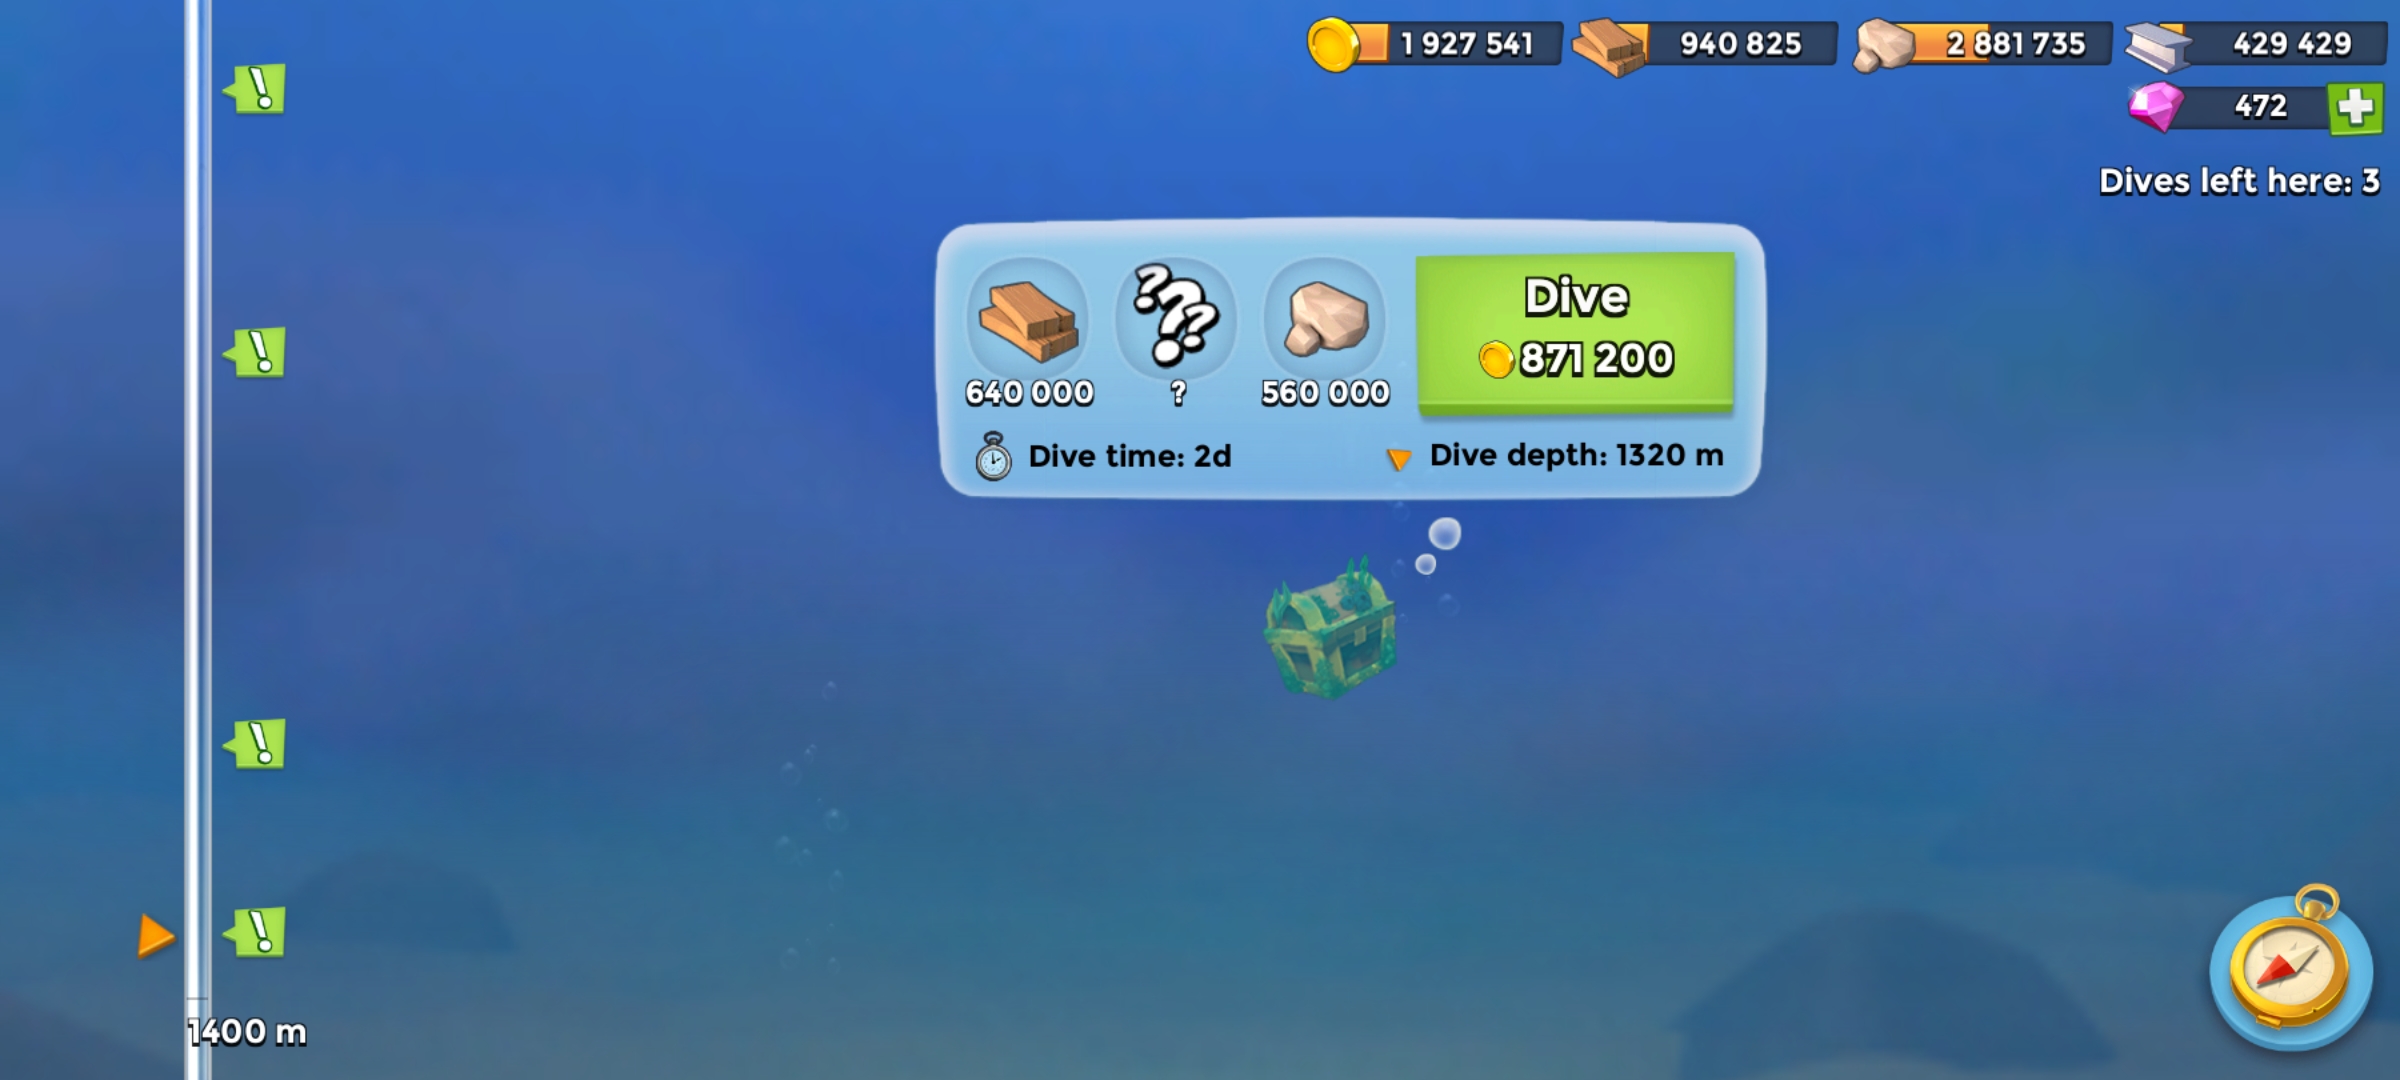 1 927 541
940 825
2 881 735
429 429
472
Dives left here: 3
Dive
871 200
640 000
?
560 000
Dive time: 2d
Dive depth: 1320 m
1400 m